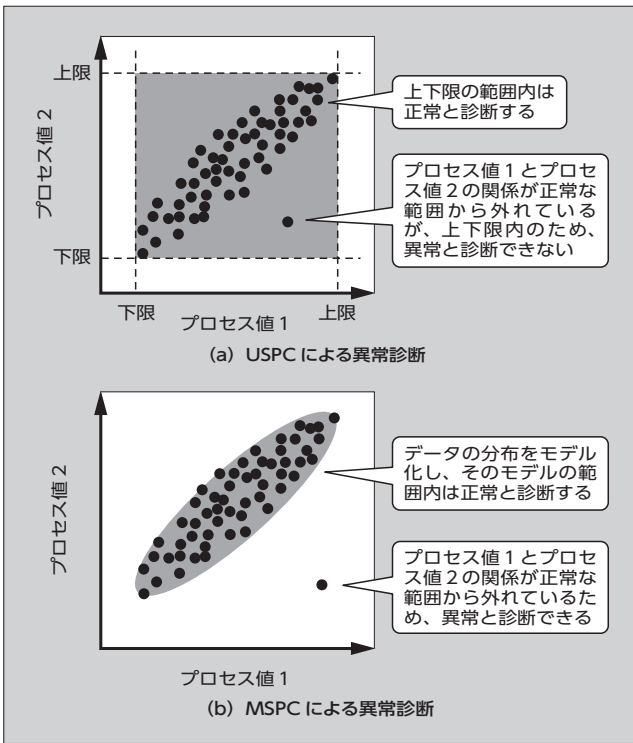 上限
プロセス値2
下限
下限
プロセス値1
上限
上下限の範囲内は
正常と診断する
プロセス値1とプロセ
ス値2の関係が正常な
範囲から外れている
が、上下限内のため、
異常と診断できない
(a) USPCによる異常診断
プロセス値2
プロセス値1
データの分布をモデル
化し、そのモデルの範
囲内は正常と診断する
プロセス値1とプロセ
ス値2の関係が正常な
範囲から外れているた
め、異常と診断できる
(b) MSPCによる異常診断